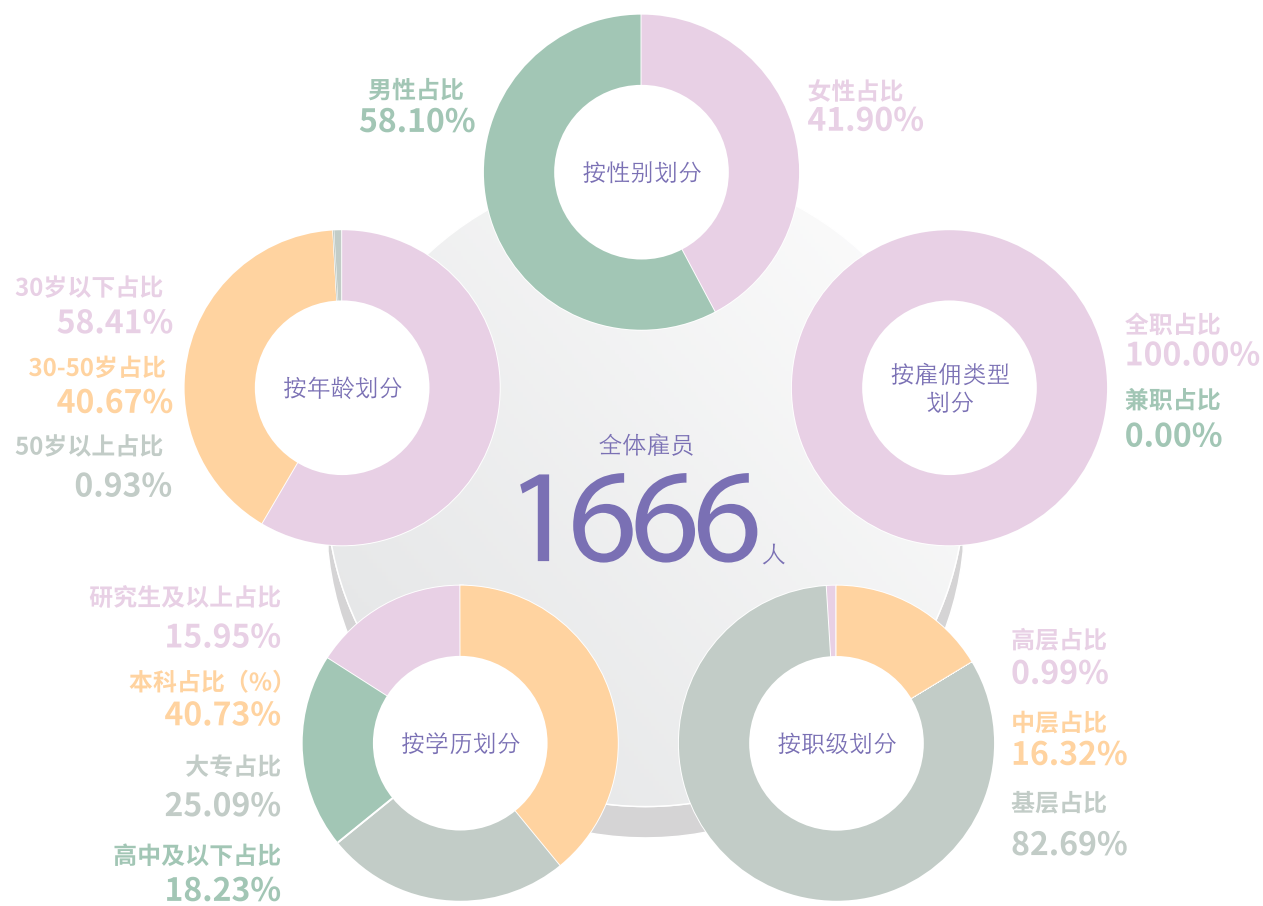 男性占比
58.10%
女性占比
41.90%
按性别划分
30岁以下占比
58.41%
30-50岁占比
40.67%
50岁以上占比
0.93%
按年龄划分
全职占比
100.00%
兼职占比
0.00%
按雇佣类型
划分
全体雇员
1666人
研究生及以上占比
15.95%
本科占比（%）
40.73%
大专占比
25.09%
高中及以下占比
18.23%
按学历划分
高层占比
0.99%
中层占比
16.32%
基层占比
82.69%
按职级划分